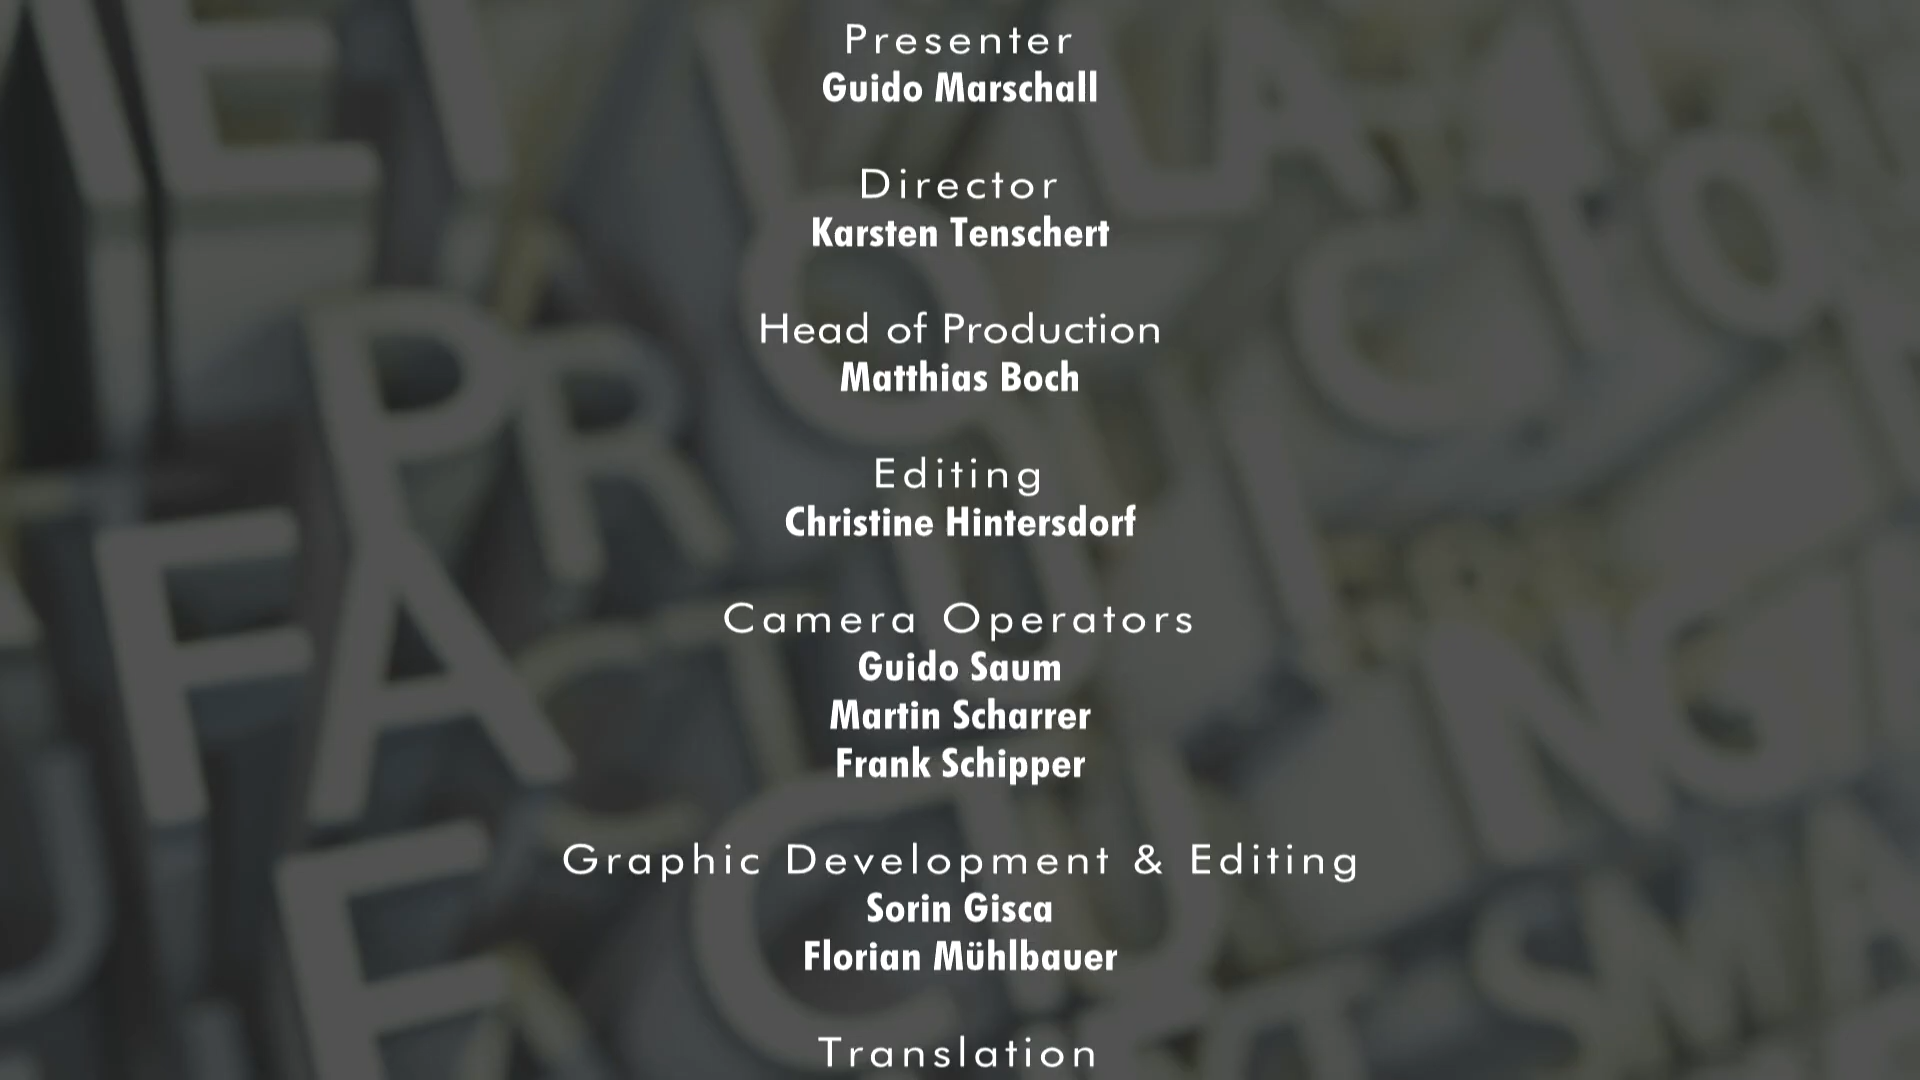 Presenter
Guido Marschall
Director
Karsten Tenschert
Head of Production
Matthias Boch
Editing
Christine Hintersdorf
Camera Operators
Guido Saum
Martin Scharrer
Frank Schipper
Graphic Development & Editing
Sorin Gisca
Florian Mühlbauer
Translation